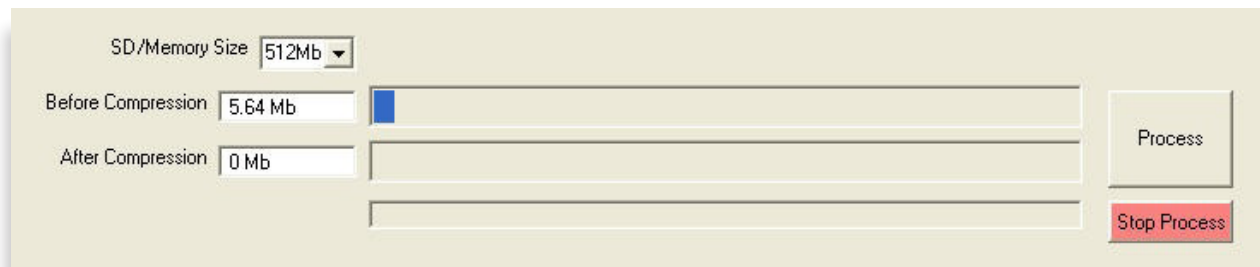 SD/Memory Size 512Mb
Before Compression 5.64 Mb
After Compression 0 Mb
Process
Stop Process